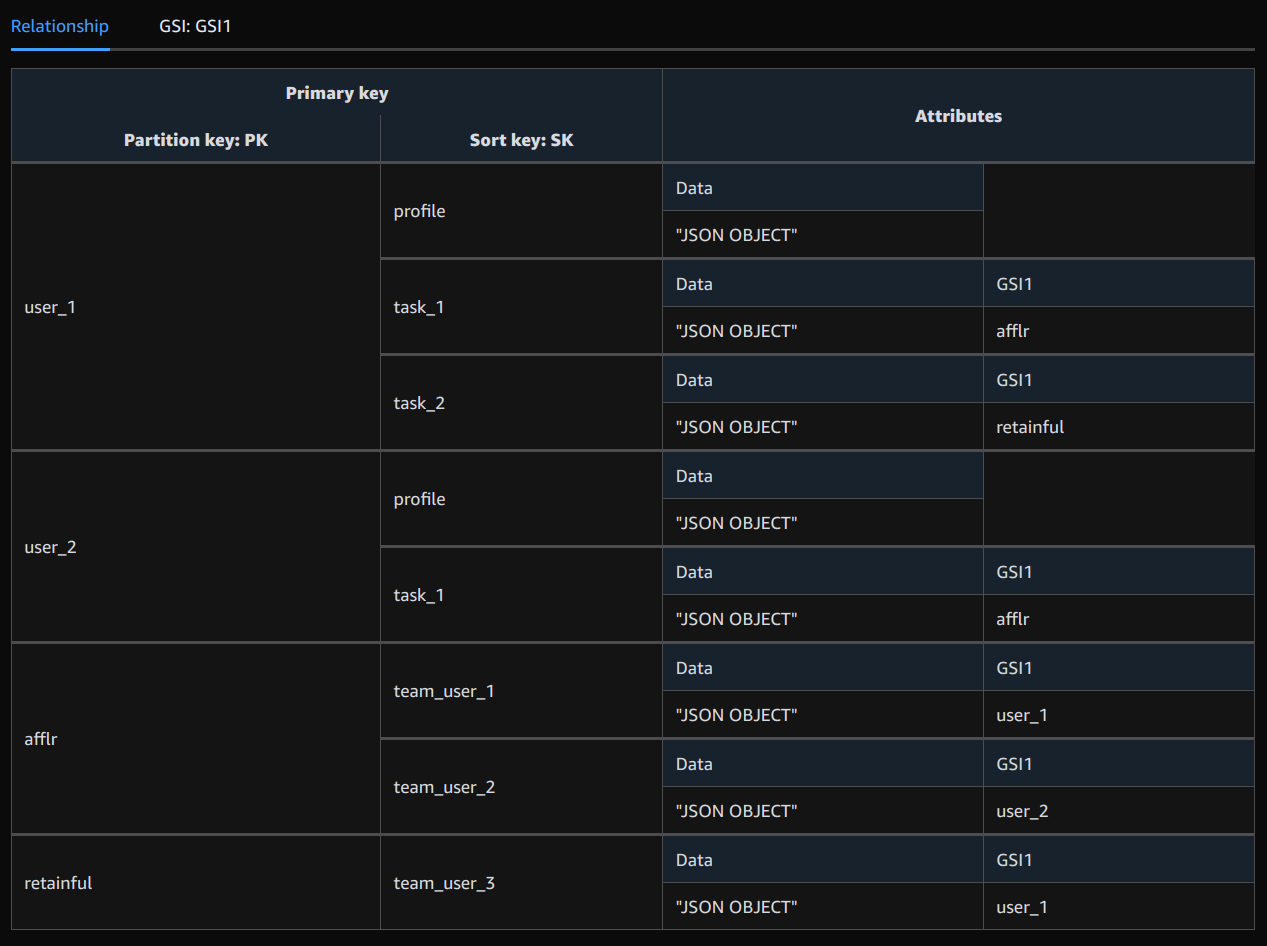 Relationship GSI: GSI1
Primary key
Attributes
Partition key: PK Sort key: SK
Data
profile
"JSON OBJECT"
Data GSI1
user_1 task_1
"JSON OBJECT" afflr
Data GSI1
task_2
"JSON OBJECT" retainful
Data
profile
"JSON OBJECT"
user_2
Data GSI1
task_1
"JSON OBJECT" afflr
Data GSI1
team_user_1
"JSON OBJECT" user_1
afflr
Data GSI1
team_user_2
"JSON OBJECT" user_2
Data GSI1
retainful team_user_3
"JSON OBJECT" user_1